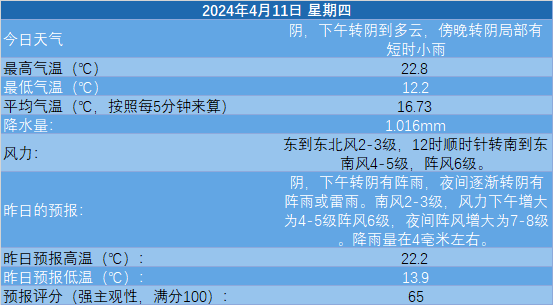 2024年4月11日 星期四
今日天气
阴，下午转阴到多云，傍晚转阴局部有
短时小雨
最高气温（℃）
22.8
最低气温（℃）
12.2
平均气温（℃，按照每5分钟来算）
16.73
降水量：
1.016mm
风力：
东到东北风2-3级，12时顺时针转南到东
南风4-5级，阵风6级。
昨日的预报：
阴，下午转阴有阵雨，夜间逐渐转阴有
阵雨或雷雨。南风2-3级，风力下午增大
为4-5级阵风6级，夜间阵风增大为7-8级
。降雨量在4毫米左右。
昨日预报高温（℃）：
22.2
昨日预报低温（℃）：
13.9
预报评分（强主观性，满分100）：
65